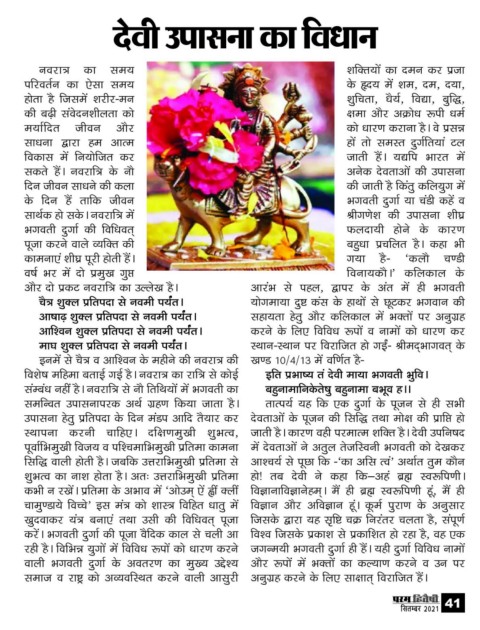 देवी उपासना का विधान
नवरात्र का समय
परिवर्तन का ऐसा समय
होता है जिसमें शरीर-मन
की बढ़ी संवेदनशीलता को
मर्यादित जीवन और
साधना द्वारा हम आत्म
विकास में नियोजित कर
सकते हैं। नवरात्रि के नौ
दिन जीवन साधने की कला
के दिन हैं ताकि जीवन
सार्थक हो सके। नवरात्रि में
भगवती दुर्गा की विधिवत्
पूजा करने वाले व्यक्ति की
कामनाएं शीघ्र पूरी होती हैं।
वर्ष भर में दो प्रमुख गुप्त
और दो प्रकट नवरात्रि का उल्लेख है।
चैत्र शुक्ल प्रतिपदा से नवमी पर्यंत।
आषाढ़ शुक्ल प्रतिपदा से नवमी पर्यंत।
आश्विन शुक्ल प्रतिपदा से नवमी पर्यंत।
माघ शुक्ल प्रतिपदा से नवमी पर्यंत।
इनमें से चैत्र व आश्विन के महीने की नवरात्र की
विशेष महिमा बताई गई है। नवरात्र का रात्रि से कोई
संम्बंध नहीं है। नवरात्रि से नौ तिथियों में भगवती का
समन्वित उपासनापरक अर्थ ग्रहण किया जाता है।
उपासना हेतु प्रतिपदा के दिन मंडप आदि तैयार कर
स्थापना करनी चाहिए। दक्षिणमुखी शुभत्व,
पूर्वाभिमुखी विजय व पश्चिमाभिमुखी प्रतिमा कामना
सिद्धि वाली होती है। जबकि उत्तराभिमुखी प्रतिमा से
शुभत्व का नाश होता है। अतः उत्तराभिमुखी प्रतिमा
कभी न रखें। प्रतिमा के अभाव में 'ओउम् ऐं ह्रीं क्लीं
चामुण्डाये विच्चे' इस मंत्र को शास्त्र विहित धातु में
खुदवाकर यंत्र बनाएं तथा उसी की विधिवत् पूजा
करें। भगवती दुर्गा की पूजा वैदिक काल से चली आ
रही है। विभिन्न युगों में विविध रूपों को धारण करने
वाली भगवती दुर्गा के अवतरण का मुख्य उद्देश्य
समाज व राष्ट्र को अव्यवस्थित करने वाली आसुरी
शक्तियों का दमन कर प्रजा
के हृदय में शम, दम, दया,
शुचिता, धैर्य, विद्या, बुद्धि,
क्षमा और अक्रोध रूपी धर्म
को धारण कराना है। वे प्रसन्न
हों तो समस्त दुर्गतियां टल
जाती हैं। यद्यपि भारत में
अनेक देवताओं की उपासना
की जाती है किंतु कलियुग में
भगवती दुर्गा या चंडी कहें व
श्रीगणेश की उपासना शीघ्र
फलदायी होने के कारण
बहुधा प्रचलित है। कहा भी
गया है- 'कलौ चण्डी
विनायकौ।' कलिकाल के
आरंभ से पहल, द्वापर के अंत में ही भगवती
योगमाया दुष्ट कंस के हाथों से छूटकर भगवान की
सहायता हेतु और कलिकाल में भक्तों पर अनुग्रह
करने के लिए विविध रूपों व नामों को धारण कर
स्थान-स्थान पर विराजित हो गईं- श्रीमद्भागवत् के
खण्ड 10/4/13 में वर्णित है-
इति प्रभाष्य तं देवी माया भगवती भुवि।
बहुनामानिकेतेषु बहुनामा बभूव ह।।
तात्पर्य यह कि एक दुर्गा के पूजन से ही सभी
देवताओं के पूजन की सिद्धि तथा मोक्ष की प्राप्ति हो
जाती है। कारण वही परमात्म शक्ति है। देवी उपनिषद
में देवताओं ने अतुल तेजस्विनी भगवती को देखकर
आश्चर्य से पूछा कि -'का असि त्वं' अर्थात तुम कौन
हो! तब देवी ने कहा कि–अहं ब्रह्म स्वरूपिणी।
विज्ञानाविज्ञानेहम्। मैं ही ब्रह्म स्वरूपिणी हूं, मैं ही
विज्ञान और अविज्ञान हूं। कूर्म पुराण के अनुसार
जिसके द्वारा यह सृष्टि चक्र निरंतर चलता है, संपूर्ण
विश्व जिसके प्रकाश से प्रकाशित हो रहा है, वह एक
जगन्मयी भगवती दुर्गा ही हैं। यही दुर्गा विविध नामों
और रूपों में भक्तों का कल्याण करने व उन पर
अनुग्रह करने के लिए साक्षात् विराजित हैं।
परम हितैषी
सितम्बर 2021
41